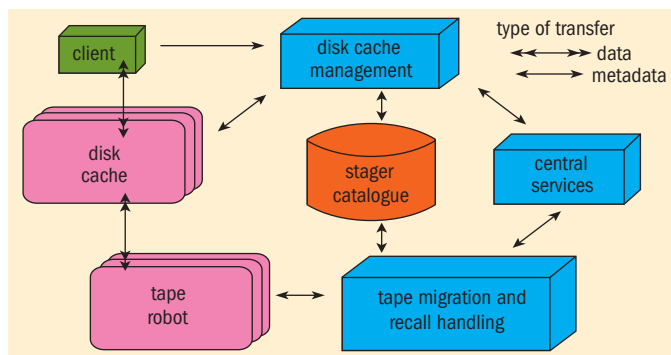 client
disk cache
management
type of transfer
data
metadata
disk
cache
stager
catalogue
central
services
tape
robot
tape migration and
recall handling